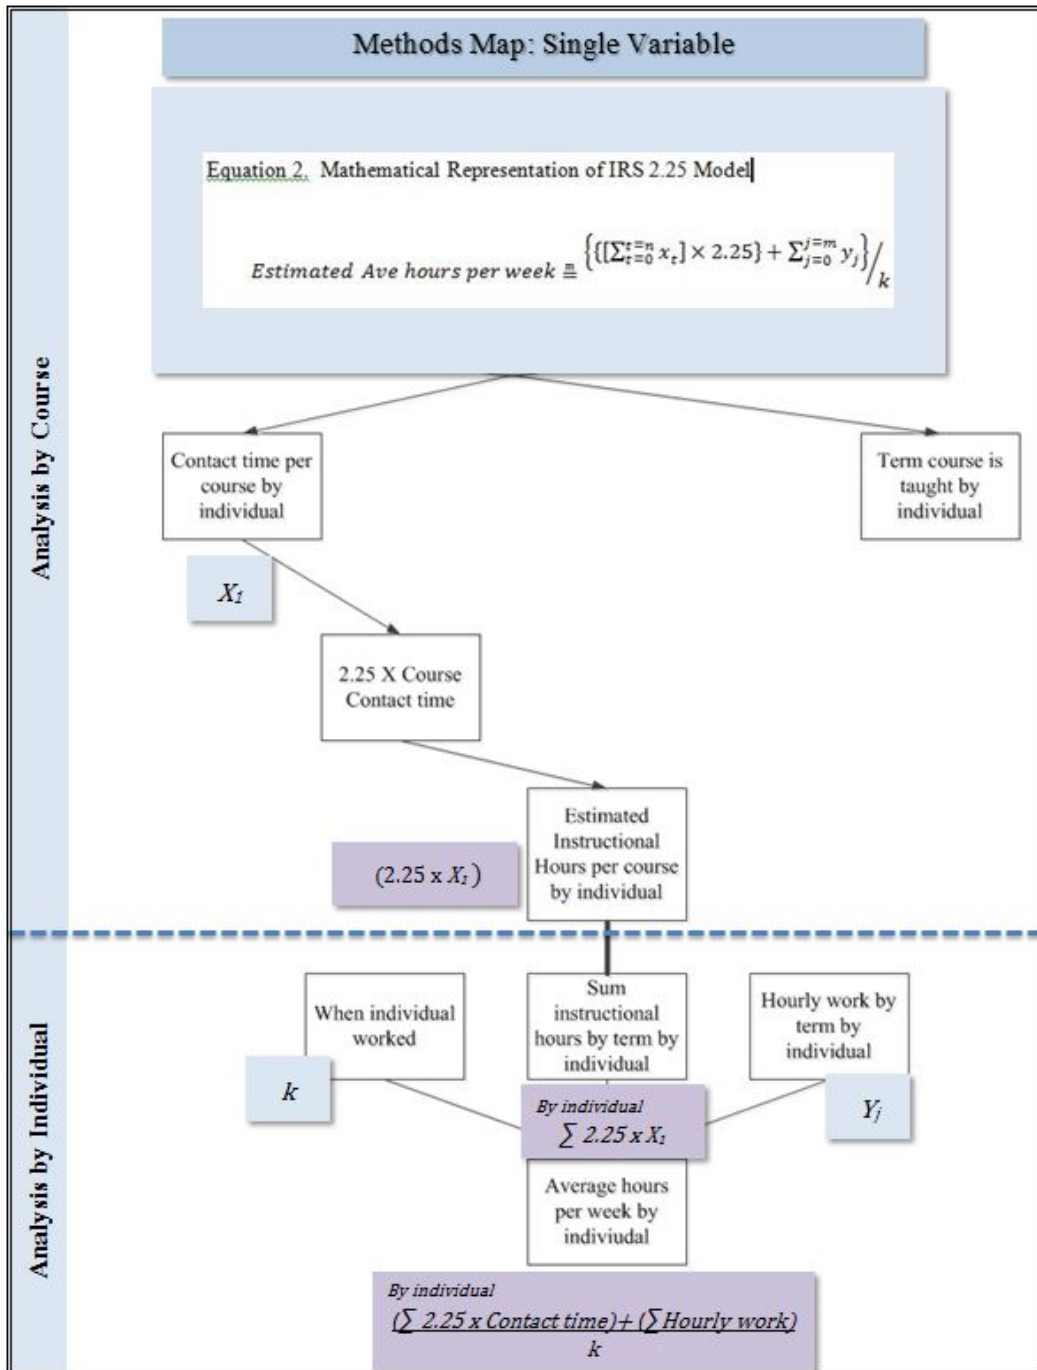 Methods Map: Single Variable
Equation 2. Mathematical Representation of IRS 2.25 Model
Estimated Ave hours per week ≞ {{[∑_{t=0}^{t=n} x_t] × 2.25} + ∑_{j=0}^{j=m} y_j}/k
Analysis by Course
Contact time per
course by
individual
Term course is
taught by
individual
X₁
2.25 X Course
Contact time
Estimated
Instructional
Hours per course
by individual
(2.25 x X₁ )
Analysis by Individual
When individual
worked
Sum
instructional
hours by term by
individual
Hourly work by
term by
individual
k
By individual
∑ 2.25 x X₁
Yⱼ
Average hours
per week by
indiviudal
By individual
(∑ 2.25 x Contact time)+ (∑ Hourly work)
k